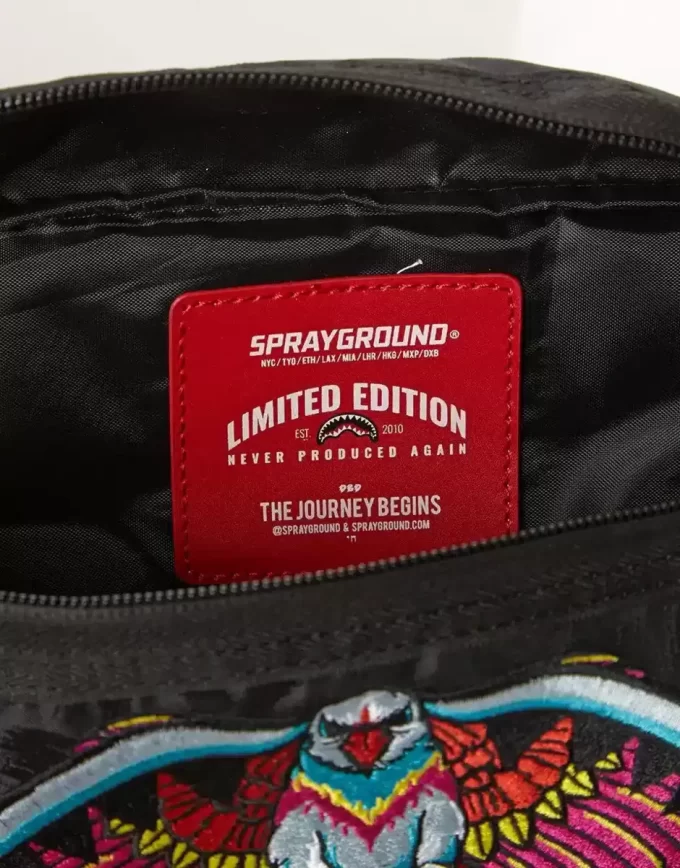 SPRAYGROUND®
NYC/TYO/ETH/LAX/MIA/LHR/HKG/MXP/DXB
LIMITED EDITION
EST. 2010
NEVER PRODUCED AGAIN
DBD
THE JOURNEY BEGINS
@SPRAYGROUND & SPRAYGROUND.COM